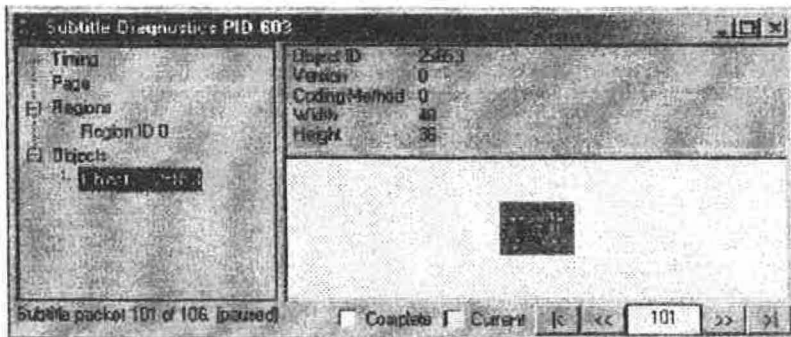 Subtitle Diagnostics PID 603
Timing
Page
Regions
Region ID 0
Objects
Object ID
Version 0
Coding Method 0
Width
Height 36
Subtitle packet 101 of 106. (paused)
Complete Current |< << 101 >> >|